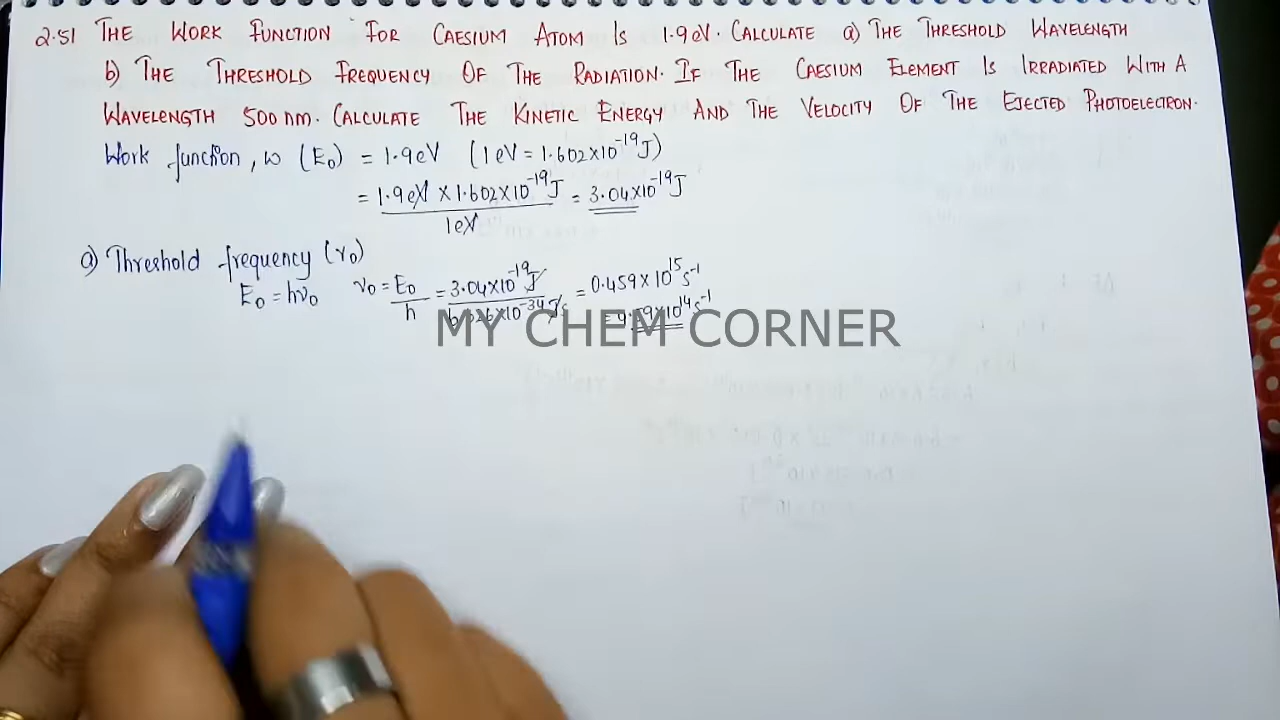 2.51 THE WORK FUNCTION FOR CAESIUM ATOM IS 1.9eV. CALCULATE a) THE THRESHOLD WAVELENGTH
b) THE THRESHOLD FREQUENCY OF THE RADIATION. IF THE CAESIUM ELEMENT IS IRRADIATED WITH A
WAVELENGTH 500 nm. CALCULATE THE KINETIC ENERGY AND THE VELOCITY OF THE EJECTED PHOTOELECTRON.
Work function, ω (E₀) = 1.9eV (1eV = 1.602×10⁻¹⁹J)
= 1.9eV × 1.602×10⁻¹⁹J / 1eV = 3.04×10⁻¹⁹J
a) Threshold frequency (ν₀)
E₀ = hν₀ ν₀ = E₀/h = 3.04×10⁻¹⁹J / 6.626×10⁻³⁴Js = 0.459×10¹⁵s⁻¹
= 4.59×10¹⁴s⁻¹
MY CHEM CORNER